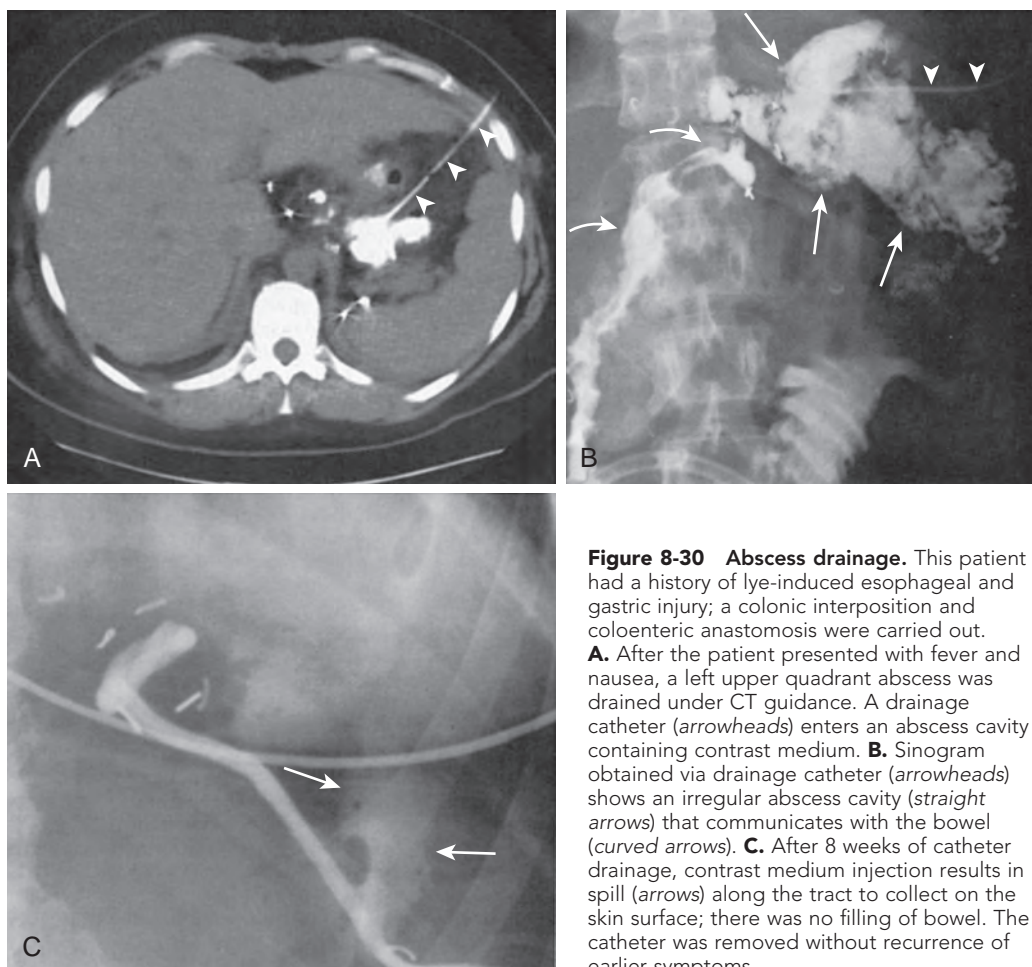 A
B
C
Figure 8-30 Abscess drainage. This patient
had a history of lye-induced esophageal and
gastric injury; a colonic interposition and
coloenteric anastomosis were carried out.
A. After the patient presented with fever and
nausea, a left upper quadrant abscess was
drained under CT guidance. A drainage
catheter (arrowheads) enters an abscess cavity
containing contrast medium. B. Sinogram
obtained via drainage catheter (arrowheads)
shows an irregular abscess cavity (straight
arrows) that communicates with the bowel
(curved arrows). C. After 8 weeks of catheter
drainage, contrast medium injection results in
spill (arrows) along the tract to collect on the
skin surface; there was no filling of bowel. The
catheter was removed without recurrence of
earlier symptoms